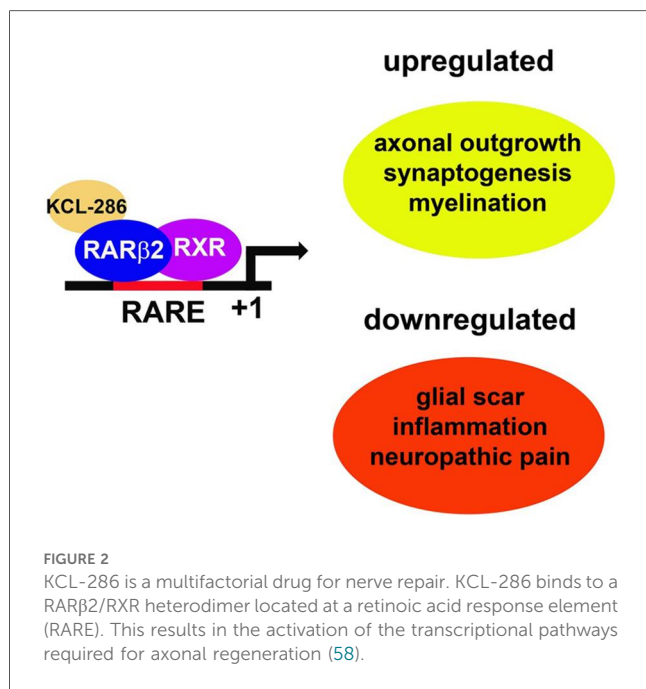 upregulated
axonal outgrowth
synaptogenesis
myelination
KCL-286
RARβ2
RXR
RARE
+1
downregulated
glial scar
inflammation
neuropathic pain
FIGURE 2
KCL-286 is a multifactorial drug for nerve repair. KCL-286 binds to a
RARβ2/RXR heterodimer located at a retinoic acid response element
(RARE). This results in the activation of the transcriptional pathways
required for axonal regeneration (58).